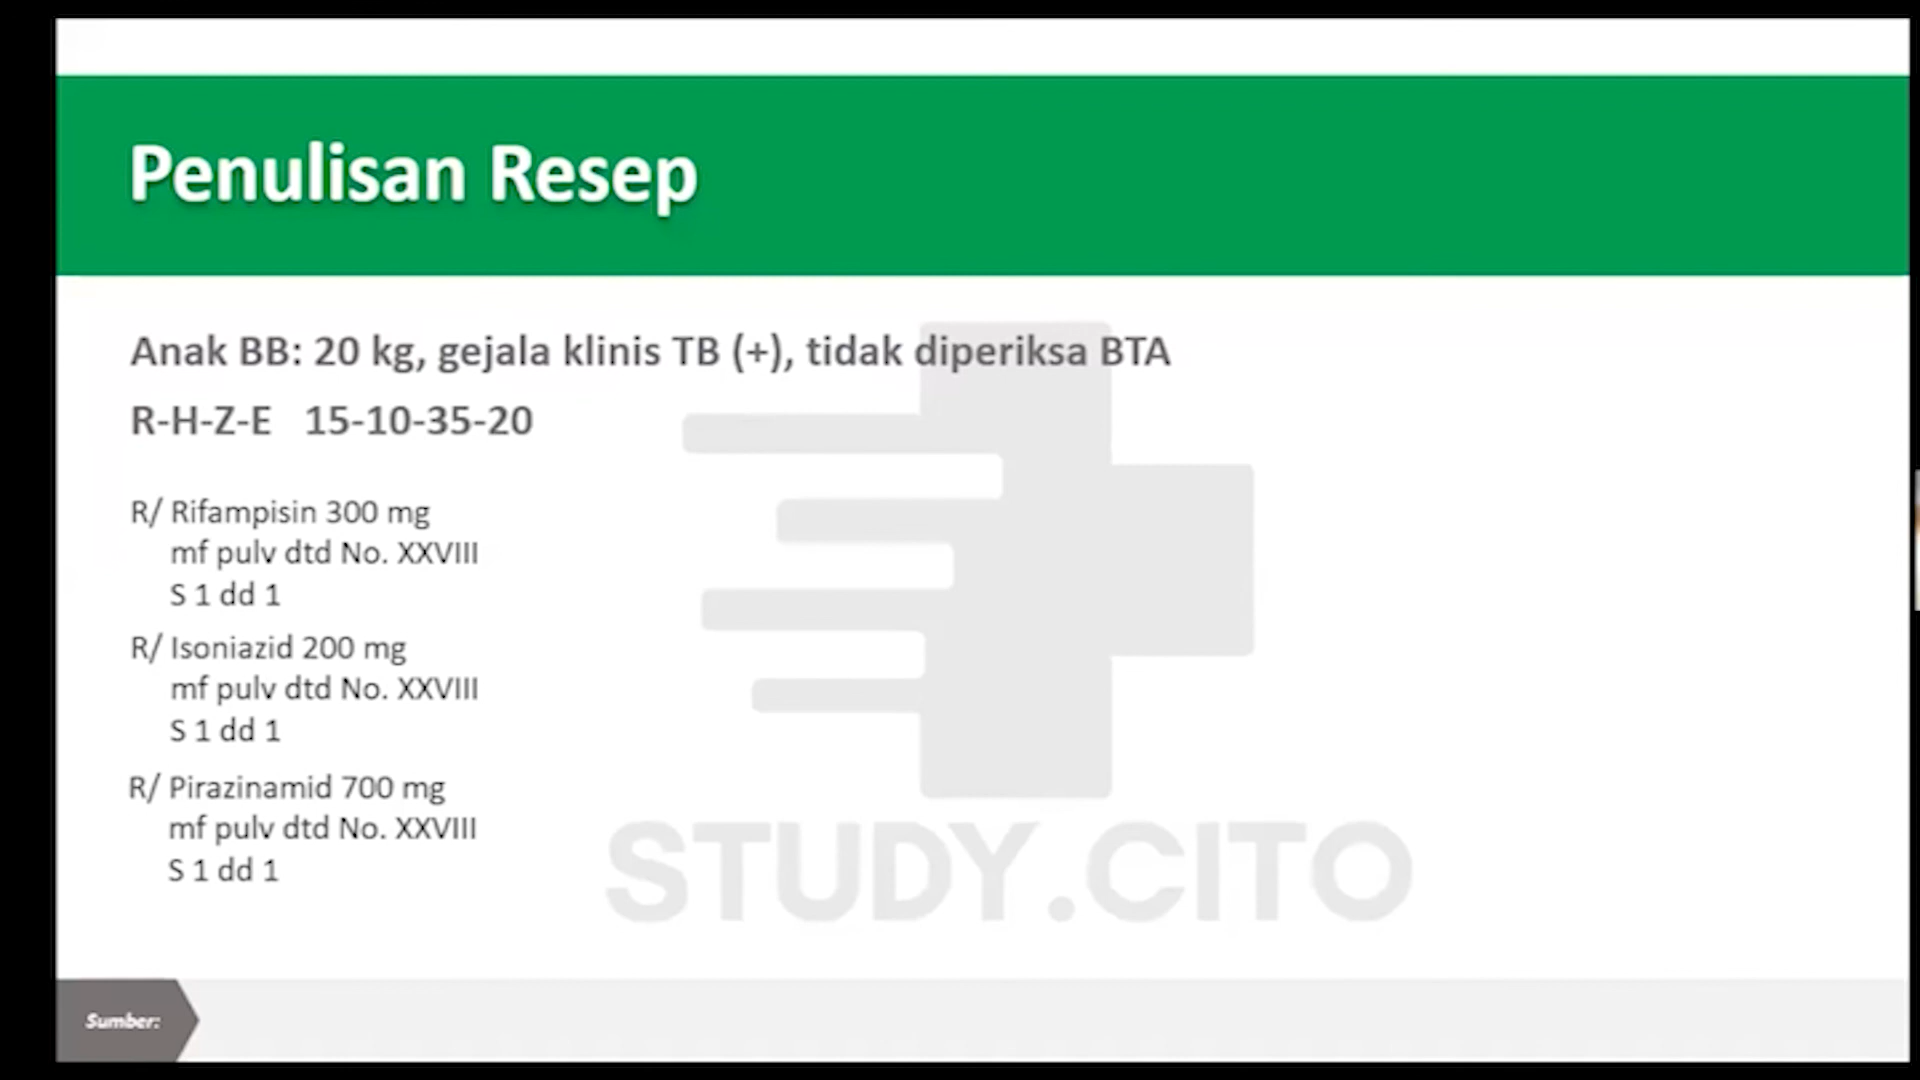 Penulisan Resep
Anak BB: 20 kg, gejala klinis TB (+), tidak diperiksa BTA
R-H-Z-E 15-10-35-20
R/ Rifampisin 300 mg
mf pulv dtd No. XXVIII
S 1 dd 1
R/ Isoniazid 200 mg
mf pulv dtd No. XXVIII
S 1 dd 1
R/ Pirazinamid 700 mg
mf pulv dtd No. XXVIII
S 1 dd 1
STUDY.CITO
Sumber: